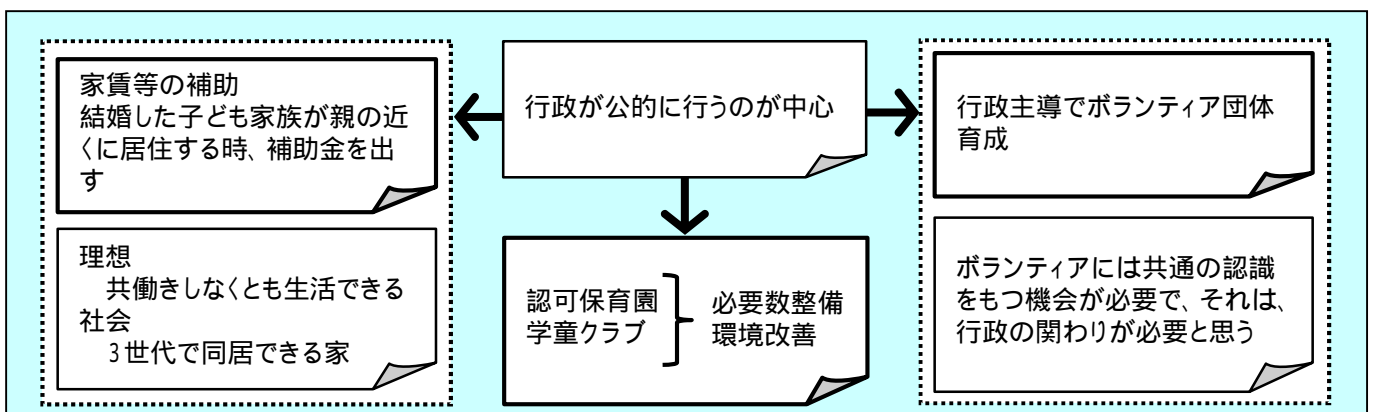 家賃等の補助
結婚した子ども家族が親の近
くに居住する時、補助金を出
す
理想
共働きしなくとも生活できる
社会
3世代で同居できる家
行政が公的に行うのが中心
認可保育園
学童クラブ
必要数整備
環境改善
行政主導でボランティア団体
育成
ボランティアには共通の認識
をもつ機会が必要で、それは、
行政の関わりが必要と思う